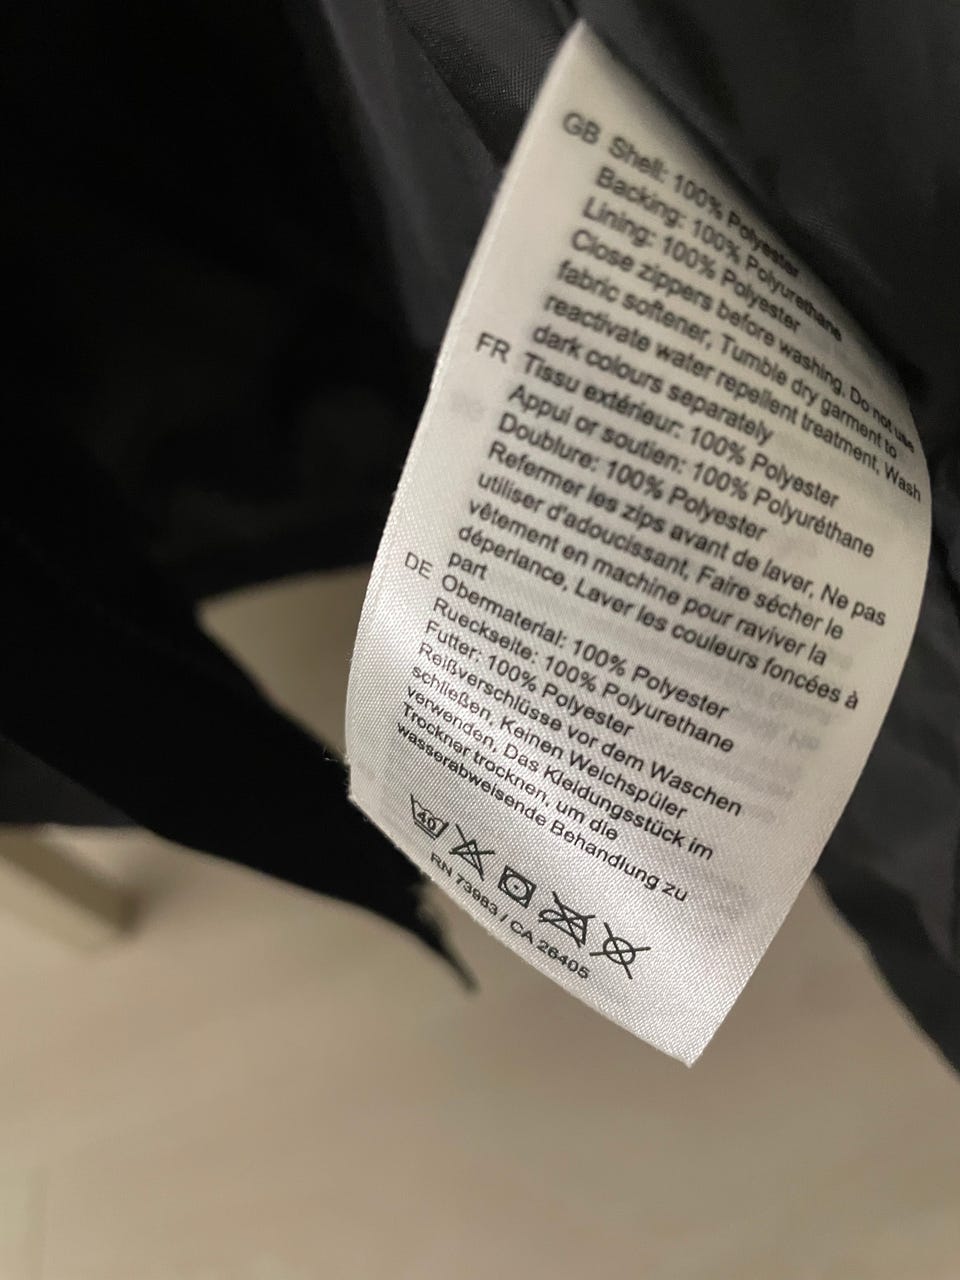 GB Shell: 100% Polyester
Backing: 100% Polyurethane
Lining: 100% Polyester
Close zippers before washing, Do not use
fabric softener, Tumble dry garment to
reactivate water repellent treatment, Wash
dark colours separately
FR Tissu extérieur: 100% Polyester
Appui or soutien: 100% Polyuréthane
Doublure: 100% Polyester
Refermer les zips avant de laver, Ne pas
utiliser d'adoucissant, Faire sécher le
vêtement en machine pour raviver la
déperlance, Laver les couleurs foncées à
part
DE Obermaterial: 100% Polyester
Rueckseite: 100% Polyurethane
Futter: 100% Polyester
Reißverschlüsse vor dem Waschen
schließen, Keinen Weichspüler
verwenden, Das Kleidungsstück im
Trockner trocknen, um die
wasserabweisende Behandlung zu
40
RN 73983 / CA 26405